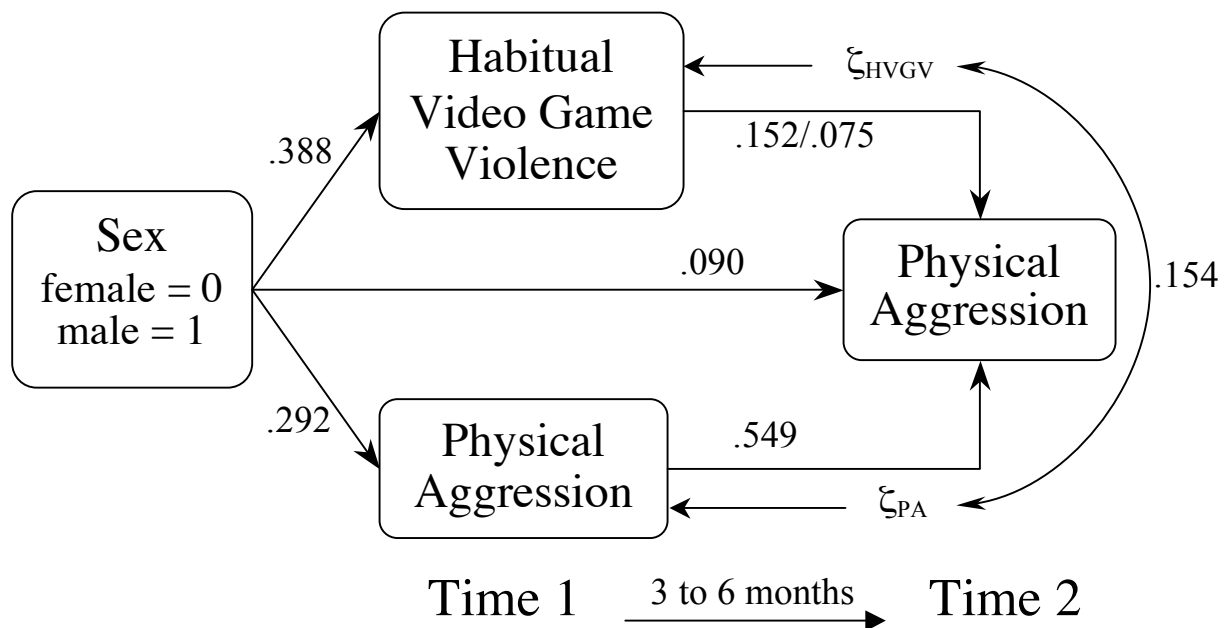 Habitual
Video Game
Violence
ζHVGV
.152/.075
.388
Sex
female = 0
male = 1
.090
Physical
Aggression
.154
.292
Physical
Aggression
.549
ζPA
Time 1
3 to 6 months
Time 2